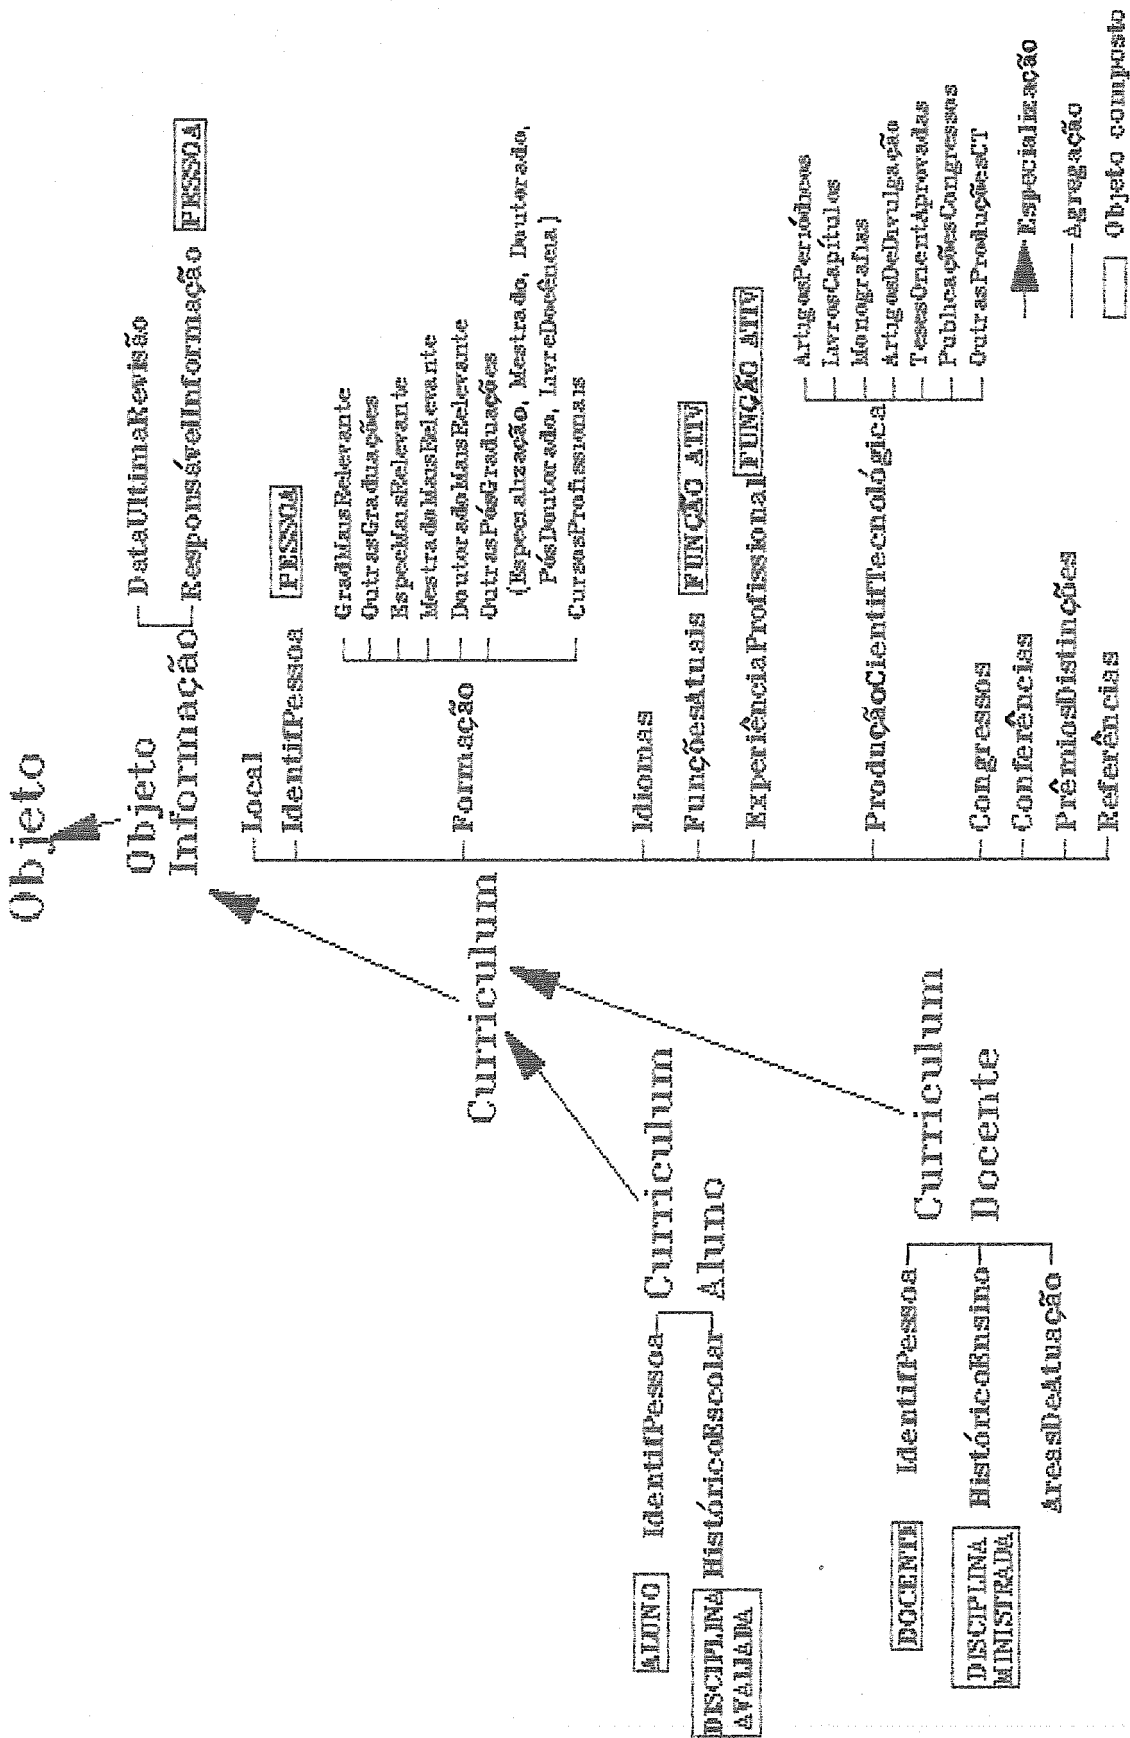 Objeto
Objeto
Informação
DataUltimaRevisão
ResponsávelInformação
PESSOA
Curriculum
Local
IdentifPessoa
PESSOA
Formação
GradMaisRelevante
OutrasGraduações
EspecMaisRelevante
MestradoMaisRelevante
DoutoradoMaisRelevante
OutrasPósGraduações
(Especialização, Mestrado, Doutorado,
PósDoutorado, LivreDocência)
CursosProfissionais
Idiomas
FunçõesAtuais
FUNÇÃO ATIV
ExperiênciaProfissional
FUNÇÃO ATIV
ProduçãoCientifTecnológica
ArtigosPeriódicos
LivrosCapítulos
Monografias
ArtigosDeDivulgação
TesesOrientAprovadas
PublicaçõesCongressos
OutrasProduçõesCT
Congressos
Conferências
PrêmiosDistinções
Referências
Curriculum
Aluno
IdentifPessoa
ALUNO
HistóricoEscolar
DISCIPLINA
AVALIADA
Curriculum
Docente
IdentifPessoa
DOCENTE
HistóricoEnsino
DISCIPLINA
MINISTRADA
AreasDeAtuação
Especialização
Agregação
Objeto composto